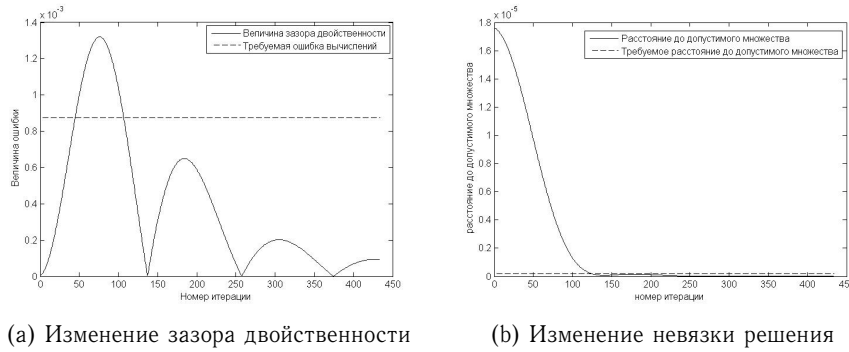 x 10⁻³
1.4
1.2
1
0.8
0.6
0.4
0.2
0
Величина ошибки
Величина зазора двойственности
Требуемая ошибка вычислений
0 50 100 150 200 250 300 350 400 450
Номер итерации
(a) Изменение зазора двойственности
x 10⁻⁵
1.8
1.6
1.4
1.2
1
0.8
0.6
0.4
0.2
0
расстояние до допустимого множества
Расстояние до допустимого множества
Требуемое расстояние до допустимого множества
0 50 100 150 200 250 300 350 400 450
номер итерации
(b) Изменение невязки решения